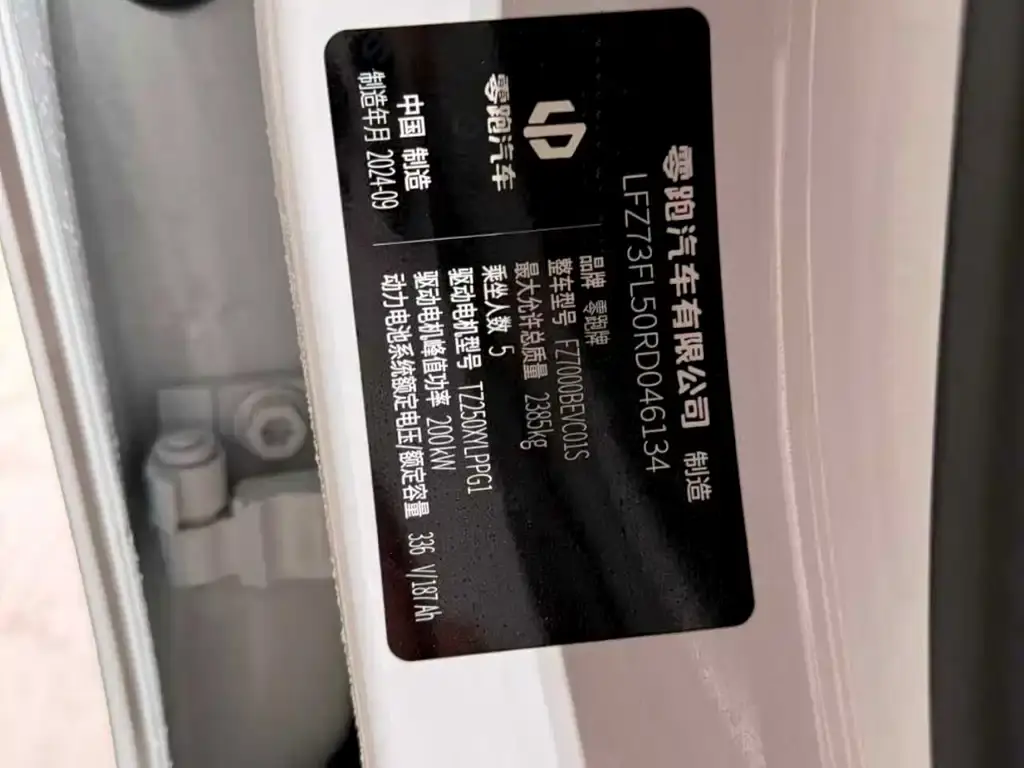 零跑汽车有限公司 制造
LFZ73FL50RD046134
零跑汽车
中国 制造
制造年月 2024-09
品牌 零跑牌
整车型号 FZ7000BEVC01S
最大允许总质量 2385kg
乘坐人数 5
驱动电机型号 TZ250XYLPPG1
驱动电机峰值功率 200kW
动力电池系统额定电压/额定容量 336 V/187Ah